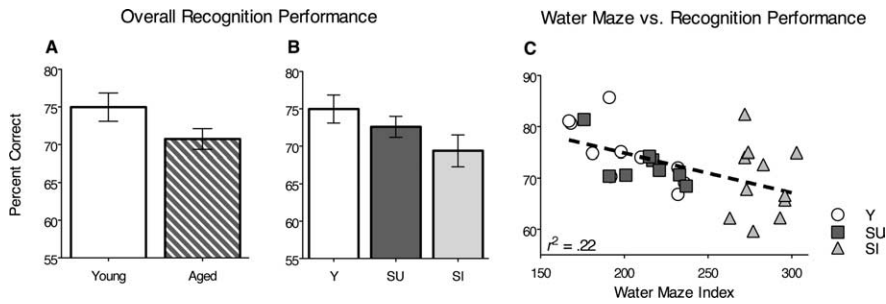 Overall Recognition Performance
Water Maze vs. Recognition Performance
A
B
C
Percent Correct
80
75
70
65
60
55
Young
Aged
80
75
70
65
60
55
Y
SU
SI
90
80
70
60
r² = .22
150
200
250
300
Water Maze Index
Y
SU
SI